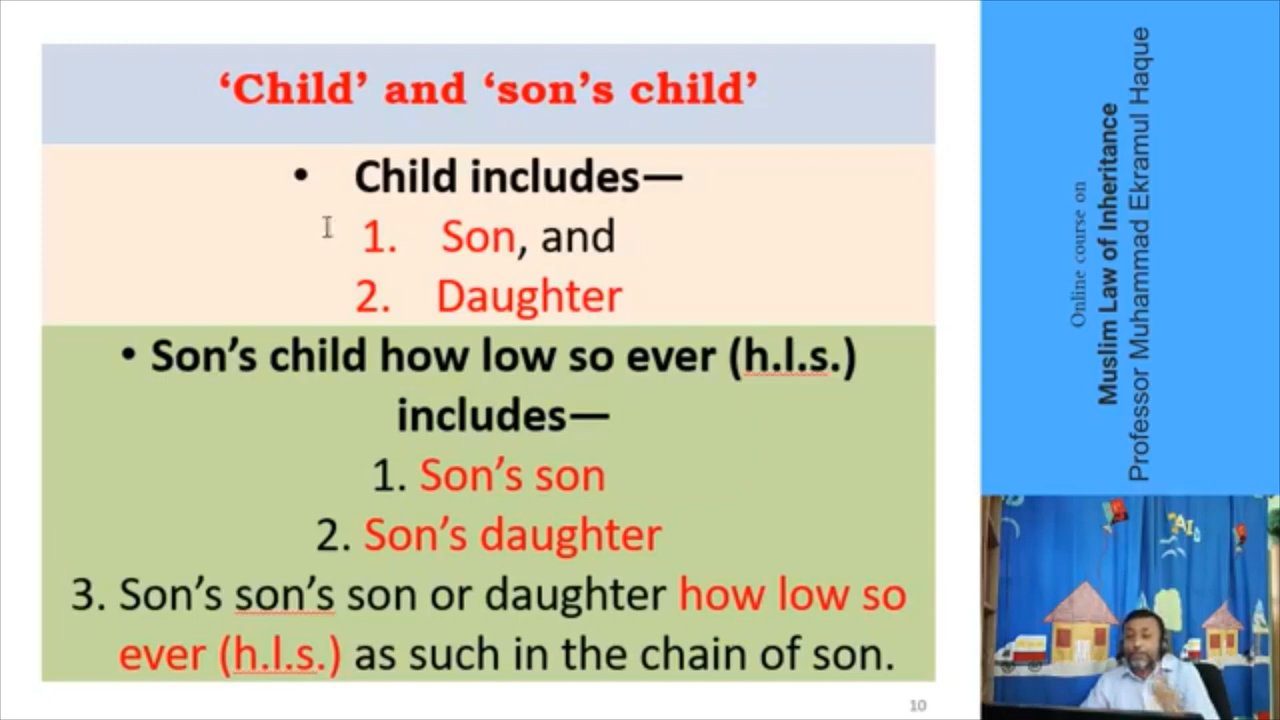 ‘Child’ and ‘son’s child’
• Child includes—
1. Son, and
2. Daughter
• Son’s child how low so ever (h.l.s.)
includes—
1. Son’s son
2. Son’s daughter
3. Son’s son’s son or daughter how low so
ever (h.l.s.) as such in the chain of son.
10
Online course on
Muslim Law of Inheritance
Professor Muhammad Ekramul Haque